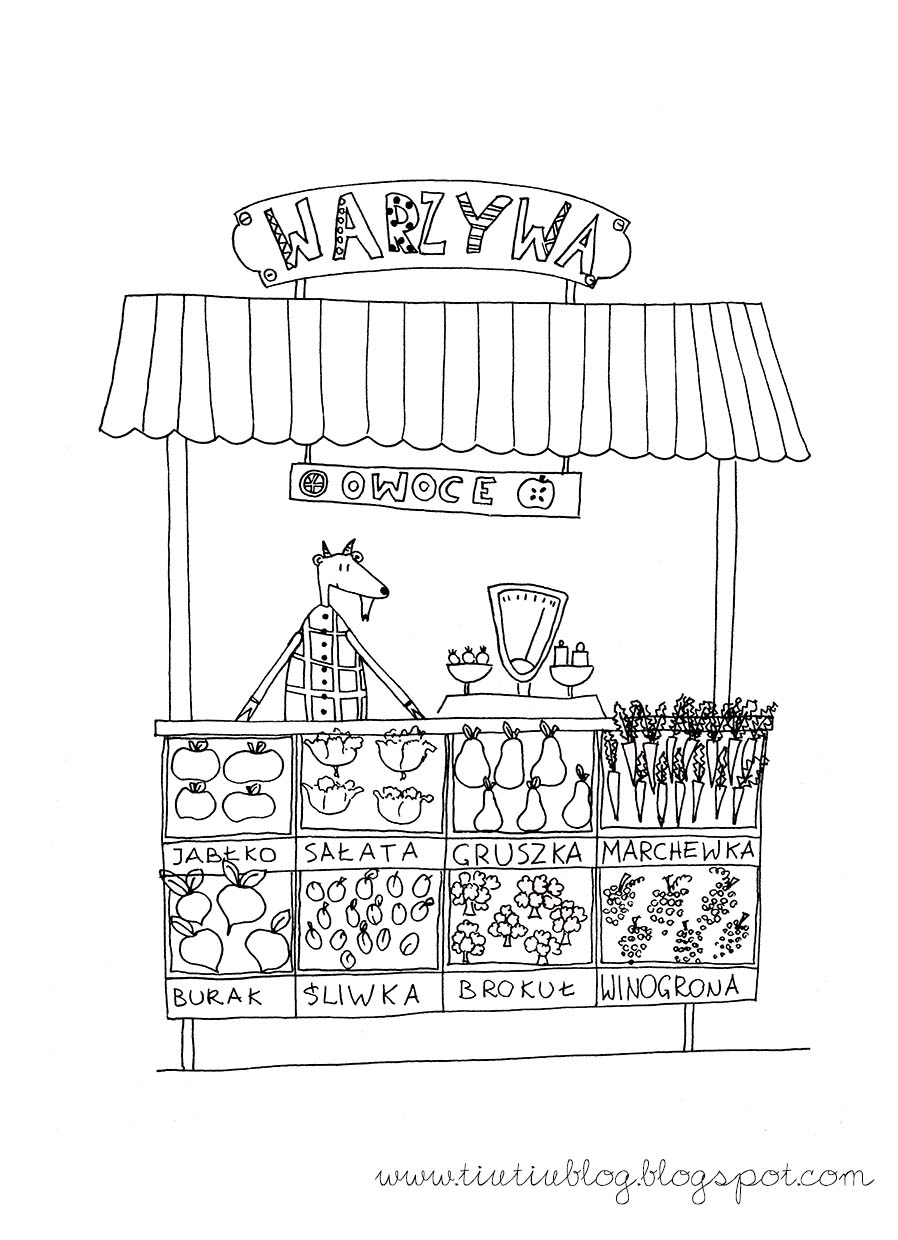 WARZYWA
OWOCE
JABŁKO SAŁATA GRUSZKA MARCHEWKA
BURAK ŚLIWKA BROKUŁ WINOGRONA
www.tiutiublog.blogspot.com